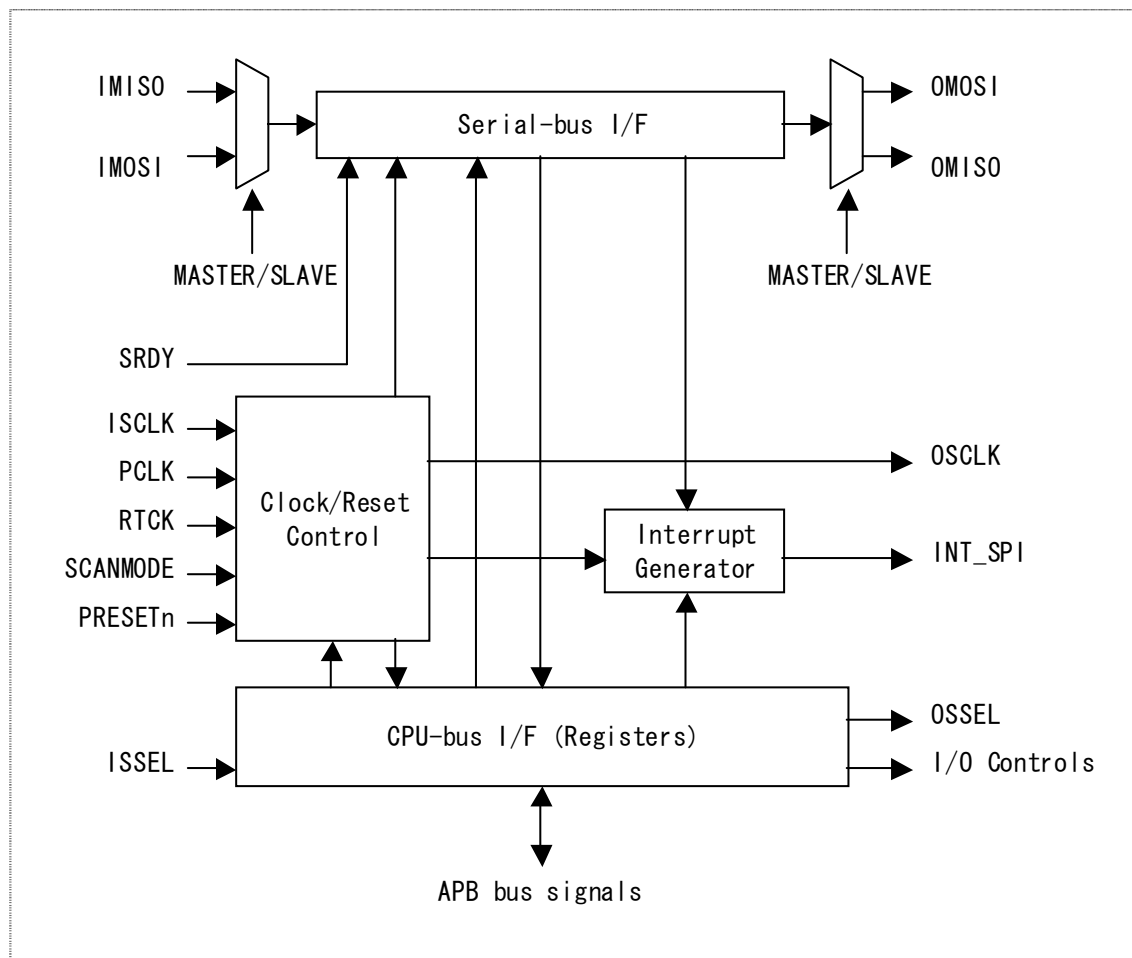 IMISO
OMOSI
Serial-bus I/F
IMOSI
OMISO
MASTER/SLAVE
MASTER/SLAVE
SRDY
ISCLK
OSCLK
PCLK
Clock/Reset
Control
RTCK
Interrupt
Generator
INT_SPI
SCANMODE
PRESETn
OSSEL
CPU-bus I/F (Registers)
ISSEL
I/O Controls
APB bus signals